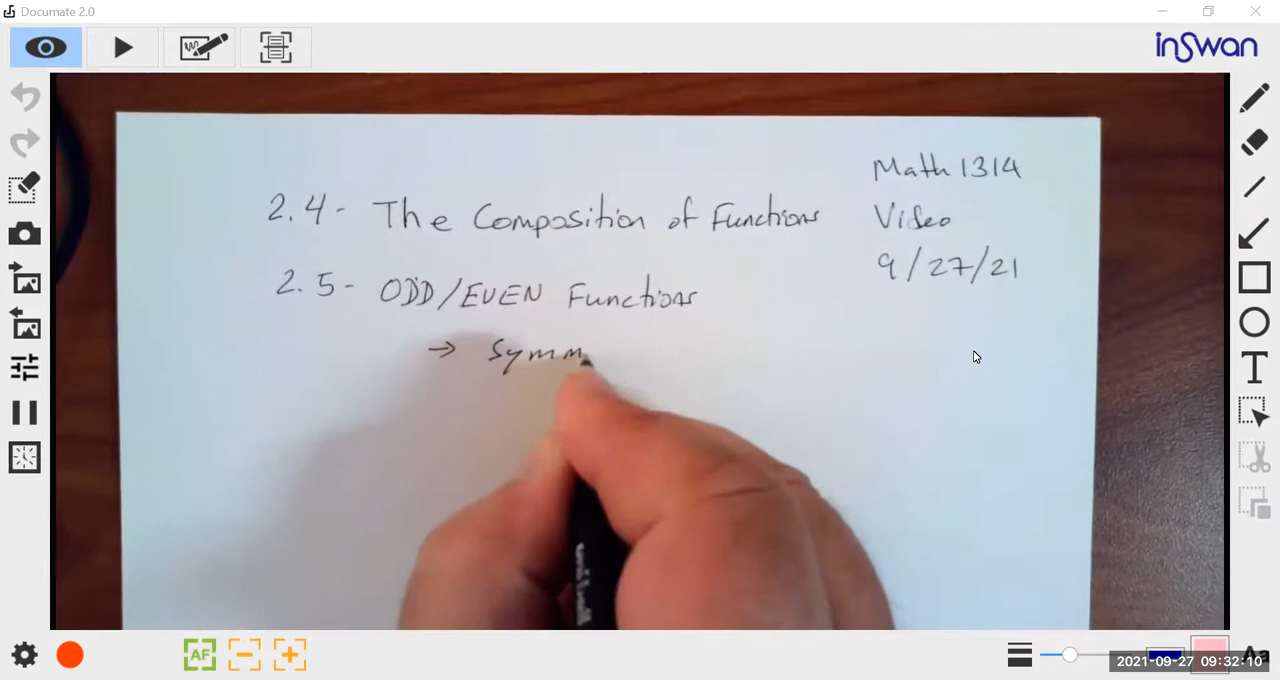 Documate 2.0
inSwan
Math 1314
2.4 - The Composition of Functions
Video
9/27/21
2.5 - ODD/EVEN Functions
→ Symm
T
AF
Aa
2021-09-27 09:32:10